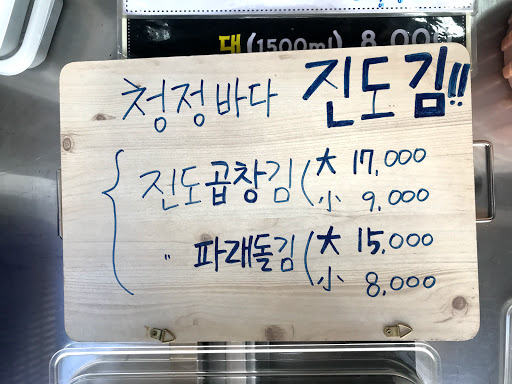 대(1500ml) 8,00
청정바다 진도김!!
진도곱창김 (大 17,000
小 9,000
〃 파래돌김 (大 15,000
小 8,000